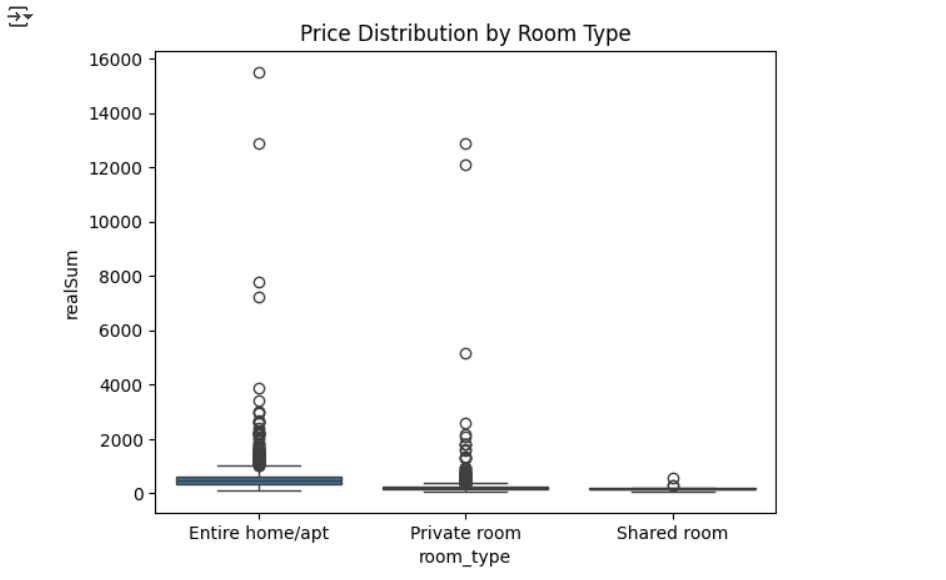 Price Distribution by Room Type
16000
14000
12000
10000
8000
6000
4000
2000
0
realSum
Entire home/apt Private room Shared room
room_type